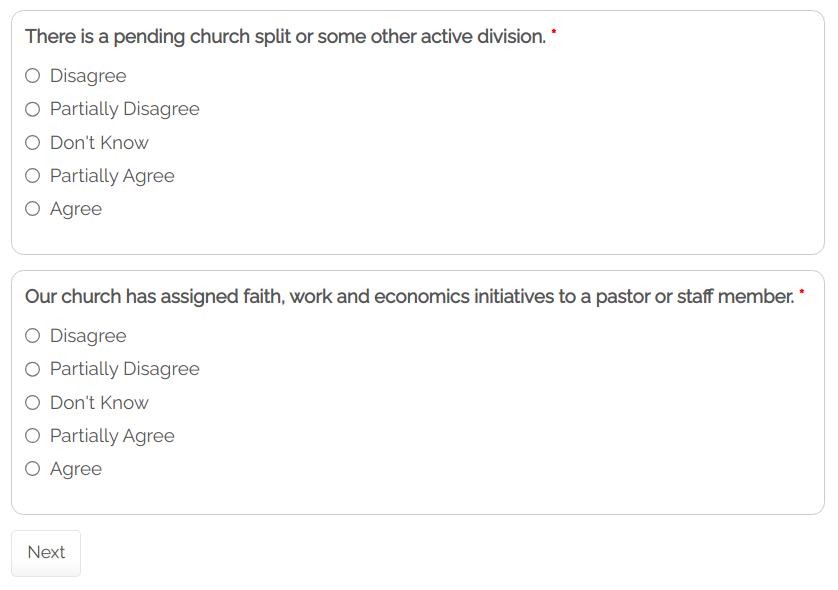 There is a pending church split or some other active division. *
Disagree
Partially Disagree
Don't Know
Partially Agree
Agree
Our church has assigned faith, work and economics initiatives to a pastor or staff member. *
Disagree
Partially Disagree
Don't Know
Partially Agree
Agree
Next